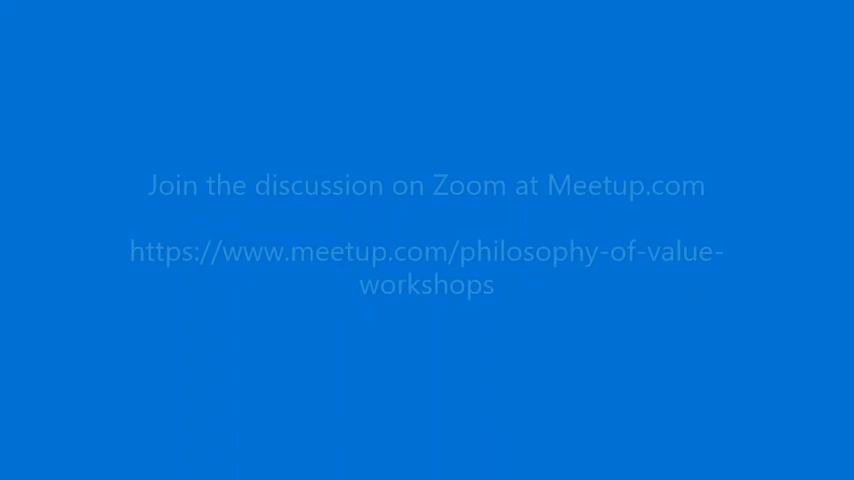 Join the discussion on Zoom at Meetup.com
https://www.meetup.com/philosophy-of-value-
workshops